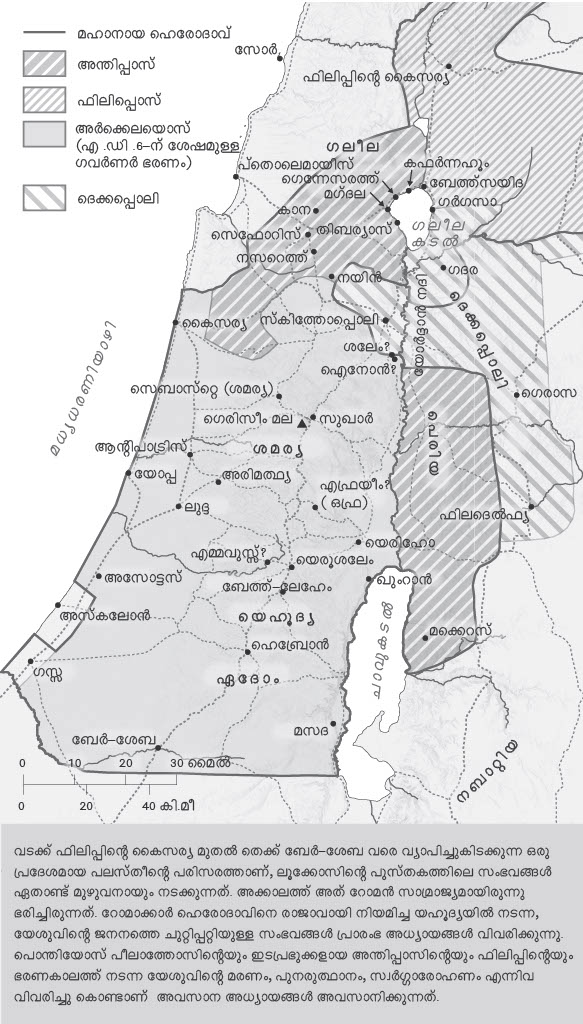 മഹാനായ ഹെരോദാവ്
അന്തിപ്പാസ്
ഫിലിപ്പൊസ്
അർക്കെലയൊസ്
(എ .ഡി .6-ന് ശേഷമുള്ള
ഗവർണർ ഭരണം)
ദെക്കപ്പൊലി
സോർ
ഫിലിപ്പിന്റെ കൈസര്യ
ഗലീല
പ്തൊലെമായീസ്
കഫർന്നഹൂം
ഗെന്നേസരത്ത്
ബേത്ത്സയിദ
മഗ്ദല
ഗർഗസാ
കാന
ഗലീല
കടൽ
സെഫോറിസ്
തിബര്യാസ്
നസറെത്ത്
നയിൻ
ഗദര
യോർദ്ദാൻ നദി
ദെക്കപ്പൊലി
കൈസര്യ
സ്കിത്തോപ്പൊലി
ശലേം?
ഐനോൻ?
മധ്യധരണിയാഴി
സെബാസ്റ്റെ (ശമര്യ)
ഗെരാസ
ഗെരിസീം മല
സുഖാർ
പെരിയ
ആന്റിപാട്രിസ്
ശമര്യ
യോപ്പ
അരിമത്ഥ്യ
എഫ്രയീം?
(ഒഫ്ര)
ലുദ്ദ
ഫിലദെൽഫ്യ
യെരിഹോ
എമ്മവുസ്സ്?
യെരുശലേം
അസോട്ടസ്
ഖുംറാൻ
ബേത്ത്-ലേഹേം
അസ്കലോൻ
യെഹൂദ്യ
മക്കെറസ്
ഹെബ്രോൻ
ചാവുകടൽ
ഗസ്സ
ഏദോം
മസദ
ബേർ-ശേബ
നബാറ്റിയ
0 10 20 30 മൈൽ
0 20 40 കി.മീ
വടക്ക് ഫിലിപ്പിന്റെ കൈസര്യ മുതൽ തെക്ക് ബേർ-ശേബ വരെ വ്യാപിച്ചുകിടക്കുന്ന ഒരു
പ്രദേശമായ പലസ്തീന്റെ പരിസരത്താണ്, ലൂക്കോസിന്റെ പുസ്തകത്തിലെ സംഭവങ്ങൾ
ഏതാണ്ട് മുഴുവനായും നടക്കുന്നത്. അക്കാലത്ത് അത് റോമൻ സാമ്രാജ്യമായിരുന്നു
ഭരിച്ചിരുന്നത്. റോമാക്കാർ ഹെരോദാവിനെ രാജാവായി നിയമിച്ച യഹൂദ്യയിൽ നടന്ന,
യേശുവിന്റെ ജനനത്തെ ചുറ്റിപ്പറ്റിയുള്ള സംഭവങ്ങൾ പ്രാരംഭ അധ്യായങ്ങൾ വിവരിക്കുന്നു.
പൊന്തിയോസ് പീലാത്തോസിന്റെയും ഇടപ്രഭുക്കളായ അന്തിപ്പാസിന്റെയും ഫിലിപ്പിന്റെയും
ഭരണകാലത്ത് നടന്ന യേശുവിന്റെ മരണം, പുനരുത്ഥാനം, സ്വർഗ്ഗാരോഹണം എന്നിവ
വിവരിച്ചു കൊണ്ടാണ് അവസാന അധ്യായങ്ങൾ അവസാനിക്കുന്നത്.